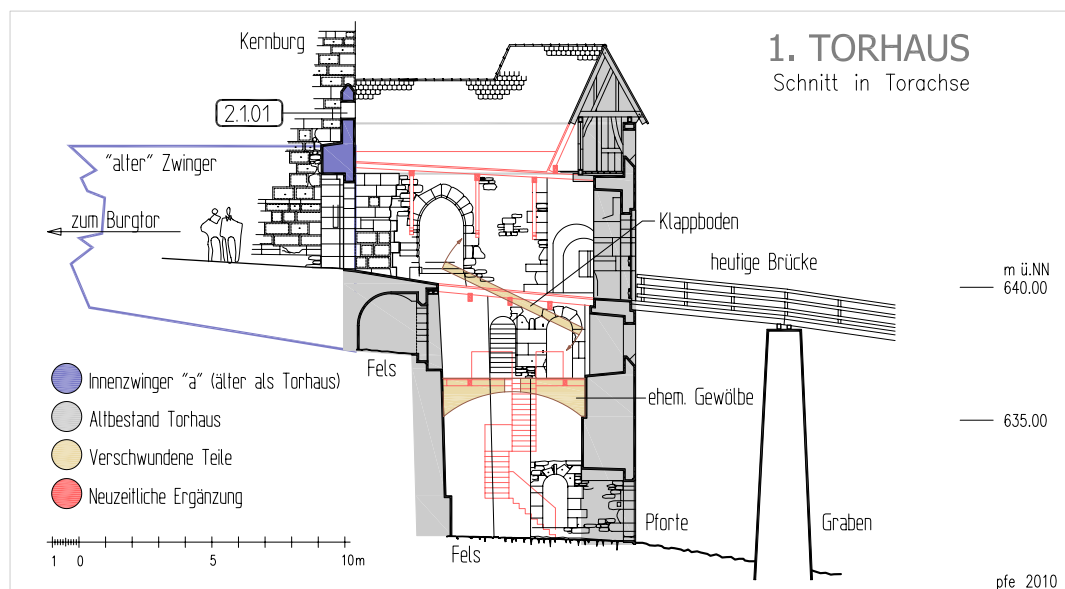 1. TORHAUS
Schnitt in Torachse
Kernburg
2.1.01
"alter" Zwinger
zum Burgtor
Klappboden
heutige Brücke
m ü.NN
640.00
Fels
Innenzwinger "a" (älter als Torhaus)
Altbestand Torhaus
Verschwundene Teile
Neuzeitliche Ergänzung
ehem. Gewölbe
635.00
Pforte
Graben
Fels
1 0 5 10m
pfe 2010